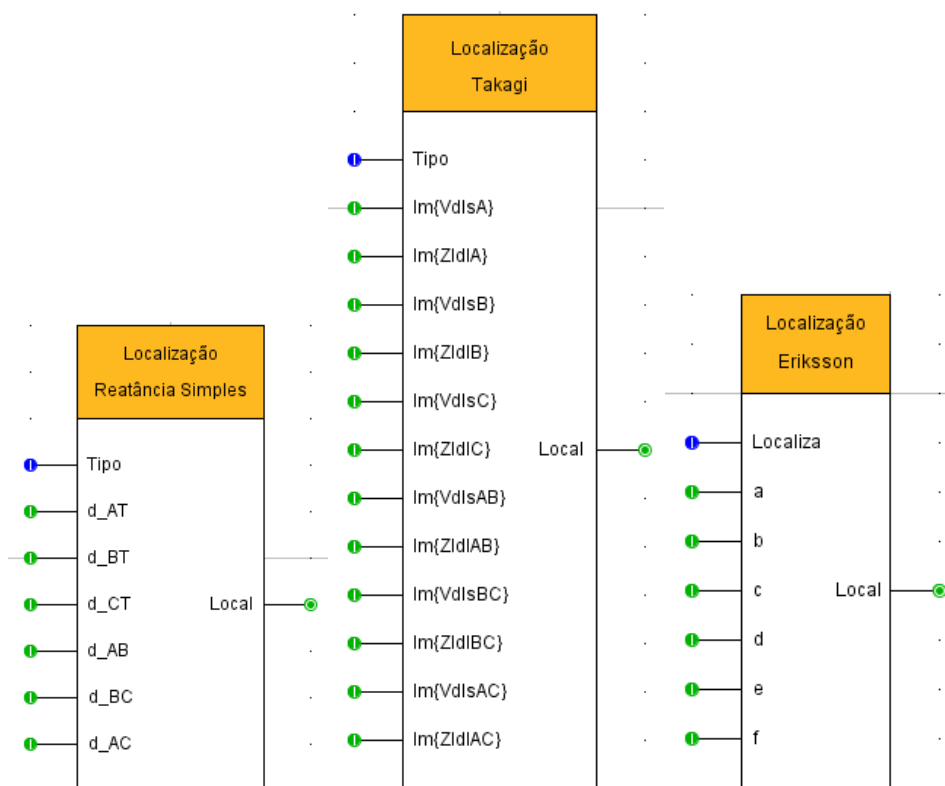 Localização
Reatância Simples
Tipo
d_AT
d_BT
d_CT
Local
d_AB
d_BC
d_AC
Localização
Takagi
Tipo
Im{VdIsA}
Im{ZIdIA}
Im{VdIsB}
Im{ZIdIB}
Im{VdIsC}
Im{ZIdIC}
Local
Im{VdIsAB}
Im{ZIdIAB}
Im{VdIsBC}
Im{ZIdIBC}
Im{VdIsAC}
Im{ZIdIAC}
Localização
Eriksson
Localiza
a
b
c
Local
d
e
f